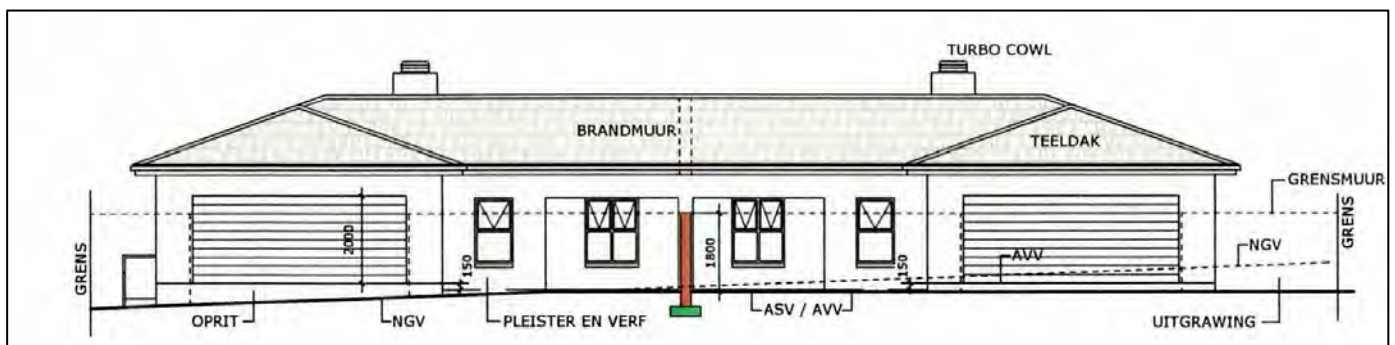 TURBO COWL
BRANDMUUR
TEELDAK
GRENSMUUR
GRENS
2000
150
1800
150
AVV
NGV
GRENS
OPRIT
NGV
PLEISTER EN VERF
ASV / AVV
UITGRAWING